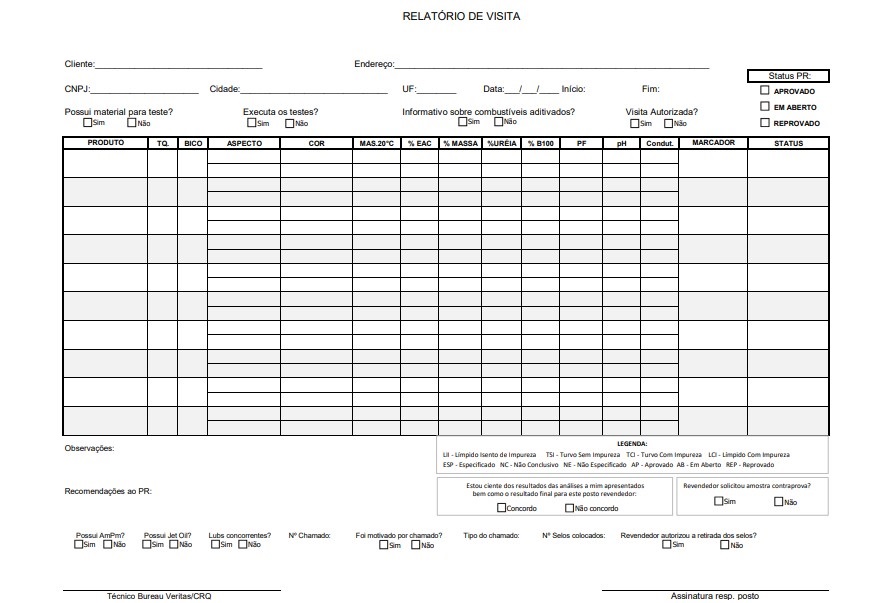 RELATÓRIO DE VISITA
Cliente: Endereço:
Status PR:
CNPJ: Cidade: UF: Data:___/___/____ Início: Fim:
APROVADO
EM ABERTO
REPROVADO
Possui material para teste? Executa os testes? Informativo sobre combustíveis aditivados? Visita Autorizada?
Sim Não Sim Não Sim Não Sim Não
PRODUTO TQ. BICO ASPECTO COR MAS.20°C % EAC % MASSA %URÉIA % B100 PF pH Condut. MARCADOR STATUS
Observações:
LEGENDA:
LII - Límpido Isento de Impureza TSI - Turvo Sem Impureza TCI - Turvo Com Impureza LCI - Límpido Com Impureza
ESP - Especificado NC - Não Conclusivo NE - Não Especificado AP - Aprovado AB - Em Aberto REP - Reprovado
Recomendações ao PR:
Estou ciente dos resultados das análises a mim apresentados
bem como o resultado final para este posto revendedor:
Concordo Não concordo
Revendedor solicitou amostra contraprova?
Sim Não
Possui AmPm? Possui Jet Oil? Lubs concorrentes? Nº Chamado: Foi motivado por chamado? Tipo do chamado: Nº Selos colocados: Revendedor autorizou a retirada dos selos?
Sim Não Sim Não Sim Não Sim Não Sim Não
Técnico Bureau Veritas/CRQ Assinatura resp. posto